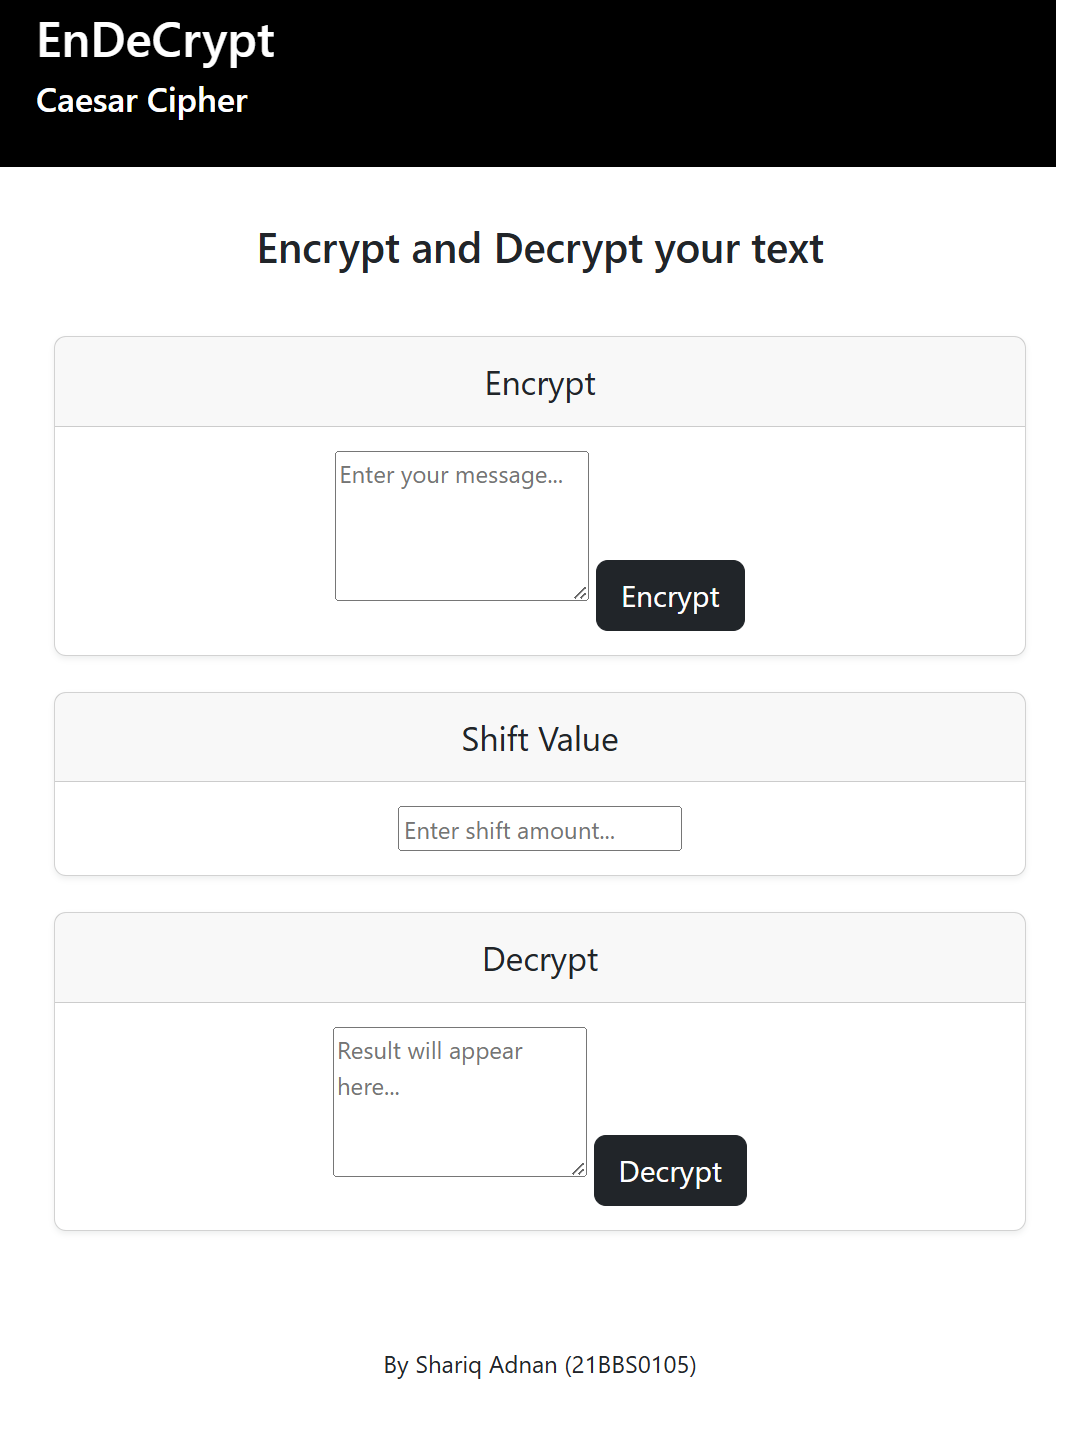 EnDeCrypt
Caesar Cipher
Encrypt and Decrypt your text
Encrypt
Enter your message...
Encrypt
Shift Value
Enter shift amount...
Decrypt
Result will appear
here...
Decrypt
By Shariq Adnan (21BBS0105)